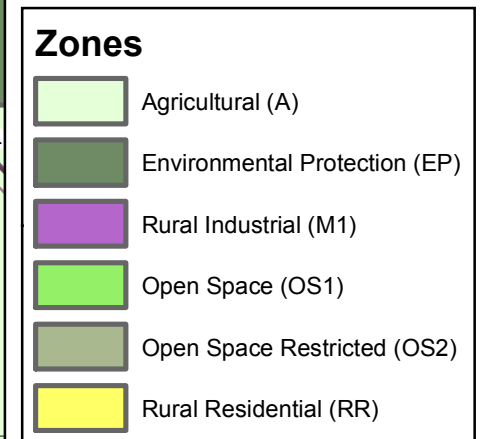 Zones
Agricultural (A)
Environmental Protection (EP)
Rural Industrial (M1)
Open Space (OS1)
Open Space Restricted (OS2)
Rural Residential (RR)